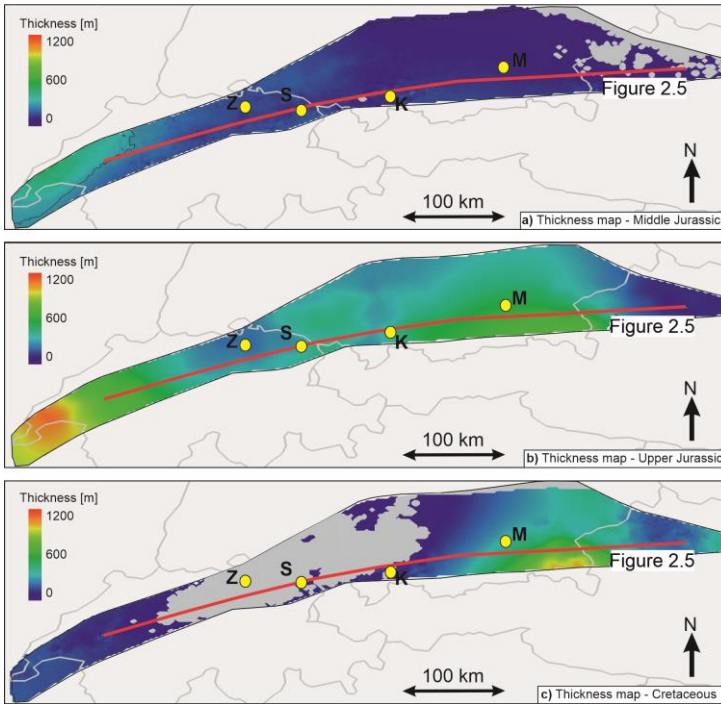 Thickness [m]
1200
600
0
Z
S
K
M
Figure 2.5
N
100 km
a) Thickness map - Middle Jurassic
Thickness [m]
1200
600
0
Z
S
K
M
Figure 2.5
N
100 km
b) Thickness map - Upper Jurassic
Thickness [m]
1200
600
0
Z
S
K
M
Figure 2.5
N
100 km
c) Thickness map - Cretaceous